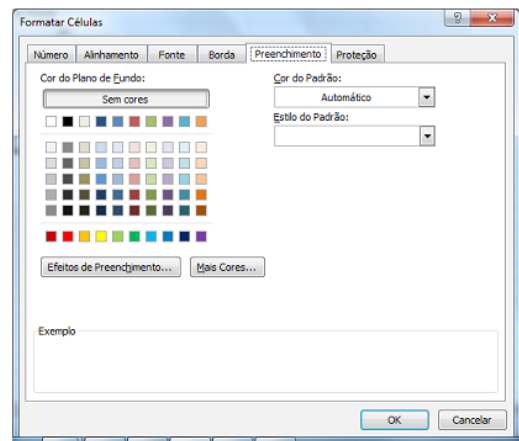 Formatar Células
Número Alinhamento Fonte Borda Preenchimento Proteção
Cor do Plano de Fundo:
Sem cores
Efeitos de Preenchimento...
Mais Cores...
Cor do Padrão:
Automático
Estilo do Padrão:
Exemplo
OK
Cancelar